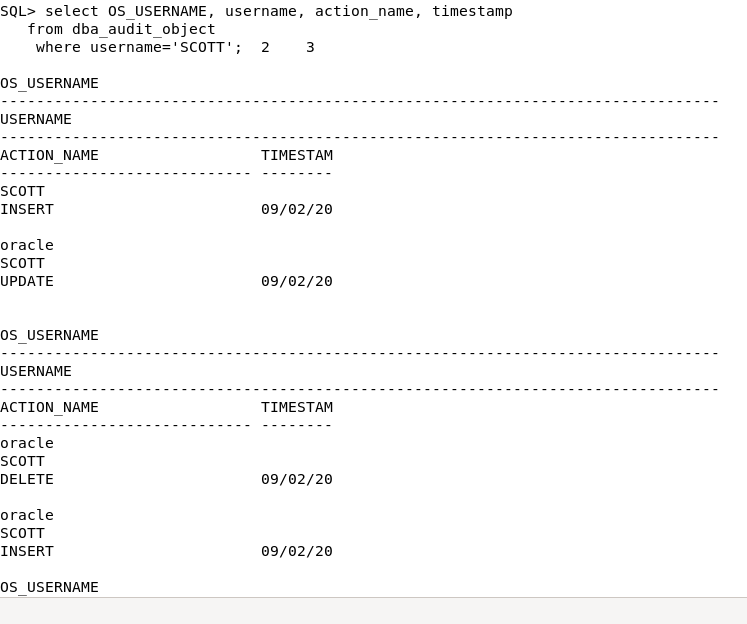 SQL> select OS_USERNAME, username, action_name, timestamp
   from dba_audit_object
    where username='SCOTT';  2    3

OS_USERNAME
--------------------------------------------------------------------------------
USERNAME
--------------------------------------------------------------------------------
ACTION_NAME                  TIMESTAM
---------------------------- --------
SCOTT
INSERT                       09/02/20

oracle
SCOTT
UPDATE                       09/02/20


OS_USERNAME
--------------------------------------------------------------------------------
USERNAME
--------------------------------------------------------------------------------
ACTION_NAME                  TIMESTAM
---------------------------- --------
oracle
SCOTT
DELETE                       09/02/20

oracle
SCOTT
INSERT                       09/02/20

OS_USERNAME